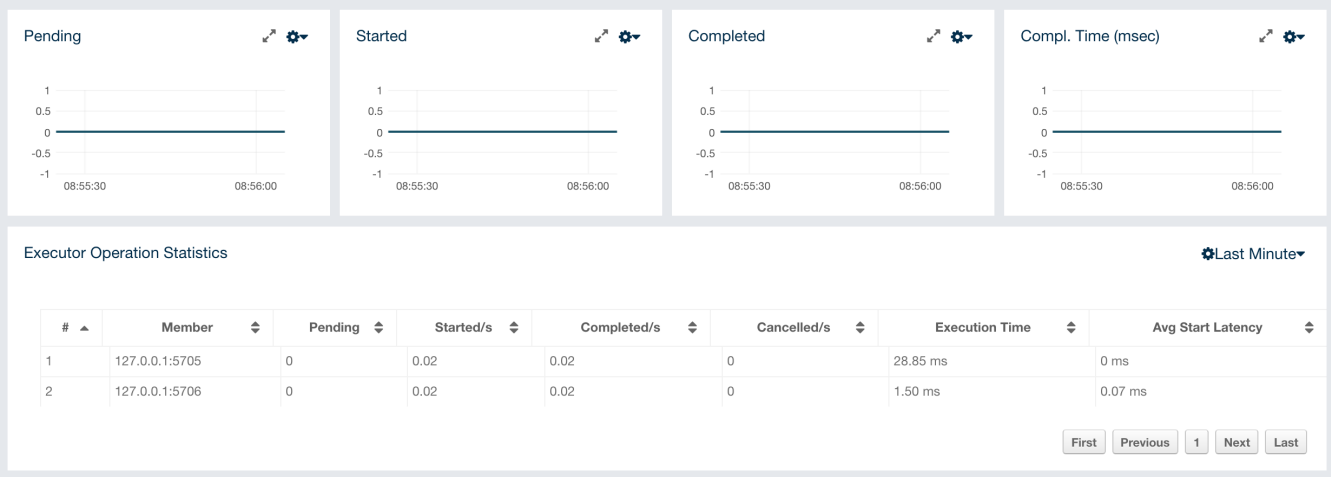 Pending
1
0.5
0
-0.5
-1
08:55:30 08:56:00
Started
1
0.5
0
-0.5
-1
08:55:30 08:56:00
Completed
1
0.5
0
-0.5
-1
08:55:30 08:56:00
Compl. Time (msec)
1
0.5
0
-0.5
-1
08:55:30 08:56:00
Executor Operation Statistics Last Minute
# Member Pending Started/s Completed/s Cancelled/s Execution Time Avg Start Latency
1 127.0.0.1:5705 0 0.02 0.02 0 28.85 ms 0 ms
2 127.0.0.1:5706 0 0.02 0.02 0 1.50 ms 0.07 ms
First Previous 1 Next Last